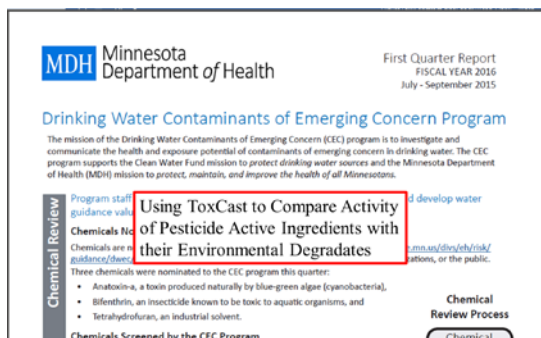 MDH Minnesota
Department of Health
First Quarter Report
FISCAL YEAR 2016
July - September 2015
Drinking Water Contaminants of Emerging Concern Program
The mission of the Drinking Water Contaminants of Emerging Concern (CEC) program is to investigate and
communicate the health and exposure potential of contaminants of emerging concern in drinking water. The CEC
program supports the Clean Water Fund mission to protect drinking water sources and the Minnesota Department
of Health (MDH) mission to protect, maintain, and improve the health of all Minnesotans.
Chemical Review
Program staff d develop water
guidance valu
Using ToxCast to Compare Activity
of Pesticide Active Ingredients with
their Environmental Degradates
Chemicals No
Chemicals are n e.mn.us/divs/eh/risk/
guidance/dwec/ zations, or the public.
Three chemicals were nominated to the CEC program this quarter:
• Anatoxin-a, a toxin produced naturally by blue-green algae (cyanobacteria),
• Bifenthrin, an insecticide known to be toxic to aquatic organisms, and
• Tetrahydrofuran, an industrial solvent.
Chemical
Review Process
Chemicals Screened by the CEC Program
Chemical